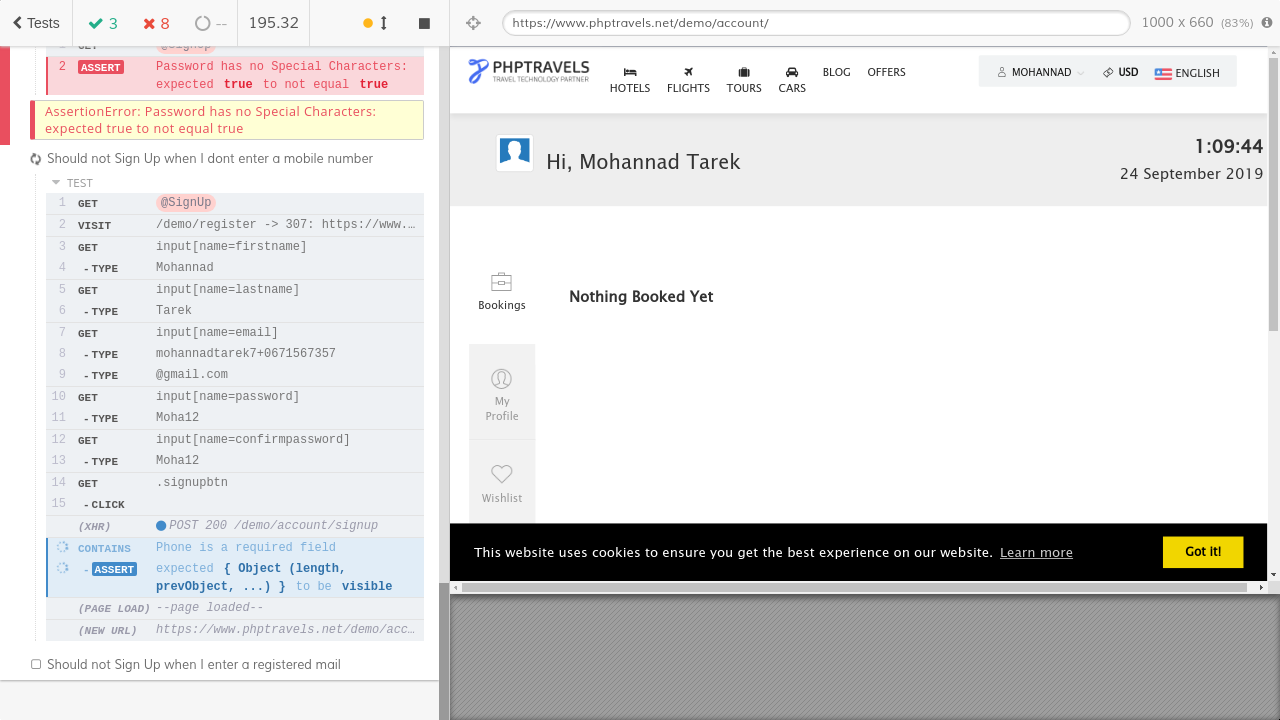 Tests
3
8
--
195.32
https://www.phptravels.net/demo/account/
1000 x 660 (83%)
1 GET @SignUp
2 ASSERT Password has no Special Characters:
expected true to not equal true
AssertionError: Password has no Special Characters:
expected true to not equal true
Should not Sign Up when I dont enter a mobile number
TEST
1 GET @SignUp
2 VISIT /demo/register -> 307: https://www....
3 GET input[name=firstname]
4 -TYPE Mohannad
5 GET input[name=lastname]
6 -TYPE Tarek
7 GET input[name=email]
8 -TYPE mohannadtarek7+0671567357
9 -TYPE @gmail.com
10 GET input[name=password]
11 -TYPE Moha12
12 GET input[name=confirmpassword]
13 -TYPE Moha12
14 GET .signupbtn
15 -CLICK
(XHR) POST 200 /demo/account/signup
CONTAINS Phone is a required field
-ASSERT expected { Object (length,
prevObject, ...) } to be visible
(PAGE LOAD) --page loaded--
(NEW URL) https://www.phptravels.net/demo/acc...
Should not Sign Up when I enter a registered mail
PHPTRAVELS
TRAVEL TECHNOLOGY PARTNER
HOTELS
FLIGHTS
TOURS
CARS
BLOG
OFFERS
MOHANNAD
USD
ENGLISH
Hi, Mohannad Tarek
1:09:44
24 September 2019
Bookings
Nothing Booked Yet
My
Profile
Wishlist
This website uses cookies to ensure you get the best experience on our website. Learn more
Got it!